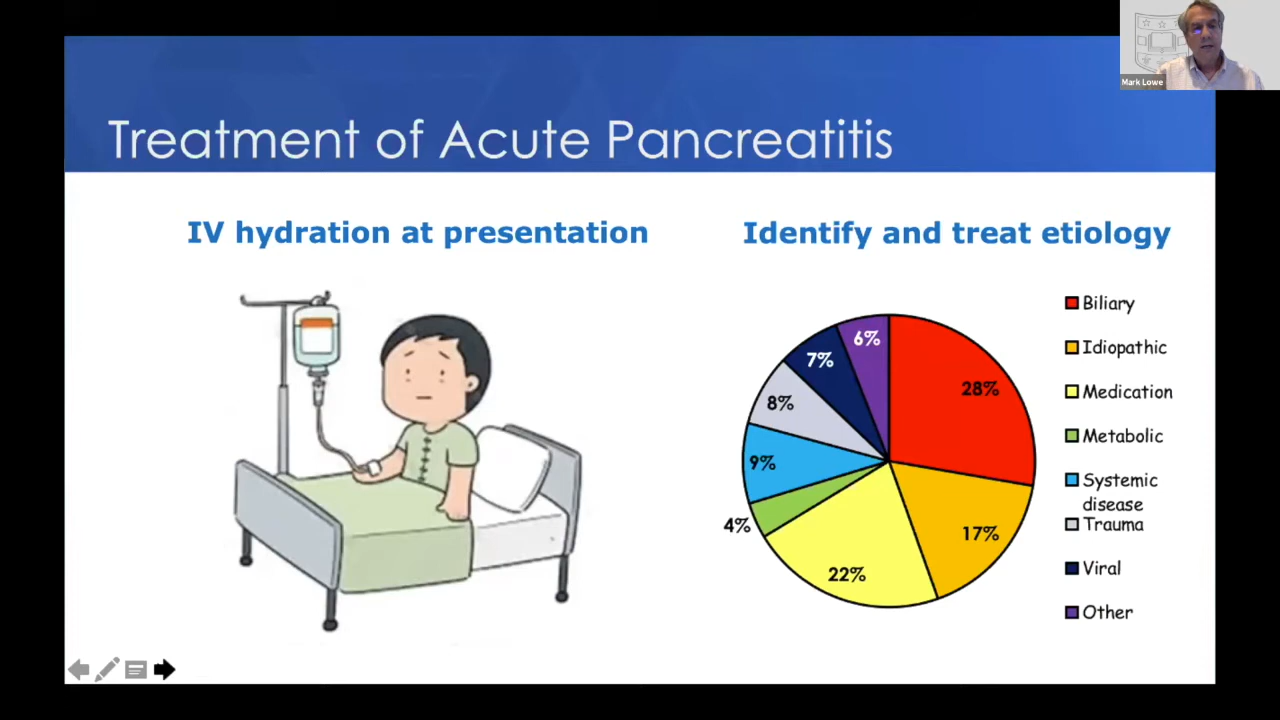 Mark Lowe
Treatment of Acute Pancreatitis
IV hydration at presentation
Identify and treat etiology
28%
17%
22%
4%
9%
8%
7%
6%
Biliary
Idiopathic
Medication
Metabolic
Systemic
disease
Trauma
Viral
Other